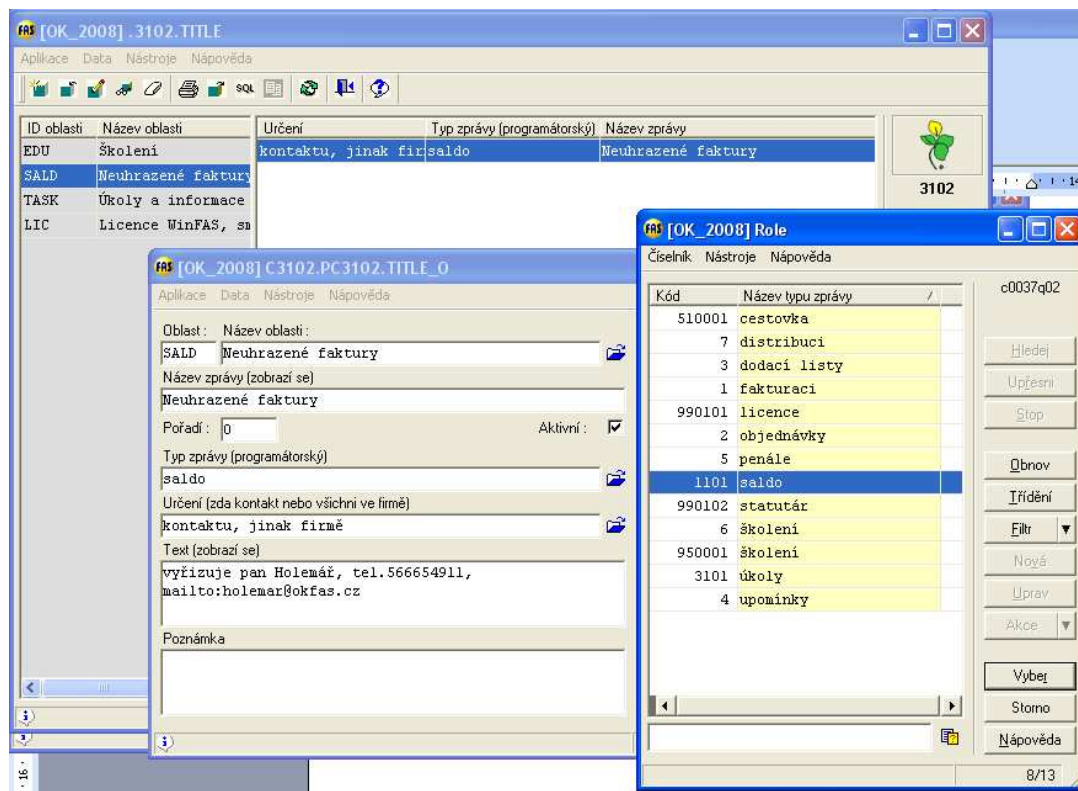 [OK_2008] .3102.TITLE
Aplikace Data Nástroje Nápověda
SQL
ID oblasti Název oblasti
EDU Školení
SALD Neuhrazené faktury
TASK Úkoly a informace
LIC Licence WinFAS, sm
Určení Typ zprávy (programátorský) Název zprávy
kontaktu, jinak fir saldo Neuhrazené faktury
3102
[OK_2008] C3102.PC3102.TITLE_O
Aplikace Data Nástroje Nápověda
Oblast : Název oblasti :
SALD Neuhrazené faktury
Název zprávy (zobrazí se)
Neuhrazené faktury
Pořadí : 0 Aktivní :
Typ zprávy (programátorský)
saldo
Určení (zda kontakt nebo všichni ve firmě)
kontaktu, jinak firmě
Text (zobrazí se)
vyřizuje pan Holemář, tel.566654911,
mailto:holemar@okfas.cz
Poznámka
[OK_2008] Role
Číselník Nástroje Nápověda
Kód Název typu zprávy
510001 cestovka
7 distribuci
3 dodací listy
1 fakturaci
990101 licence
2 objednávky
5 penále
1101 saldo
990102 statutár
6 školení
950001 školení
3101 úkoly
4 upomínky
c0037q02
Hledej
Upřesni
Stop
Obnov
Třídění
Filtr
Nová
Uprav
Akce
Vyber
Storno
Nápověda
8/13
14
16